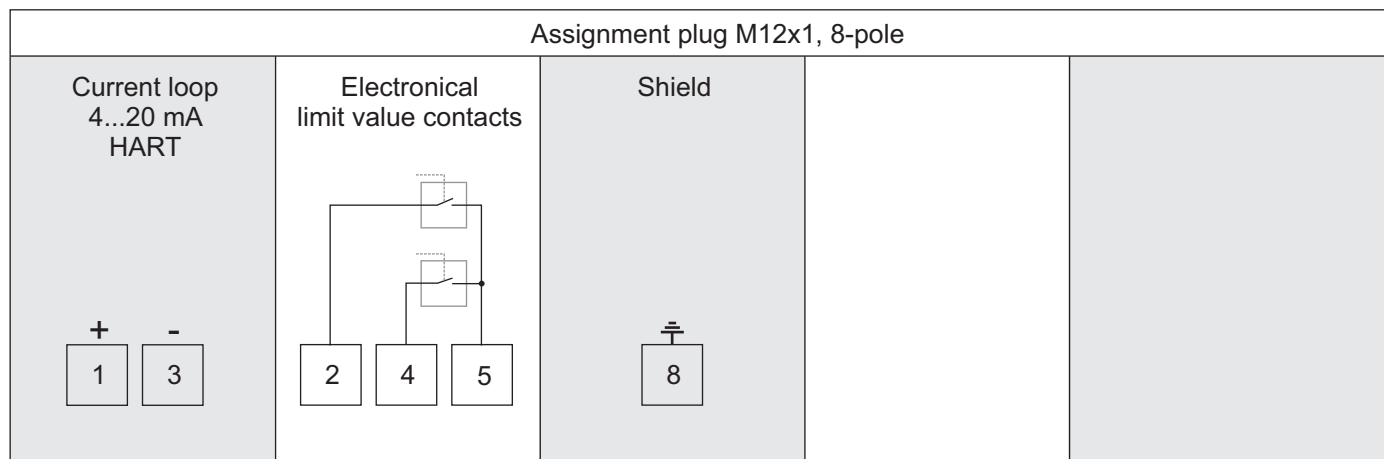 Assignment plug M12x1, 8-pole
Current loop
4...20 mA
HART
+ -
1 3
Electronical
limit value contacts
2 4 5
Shield
8